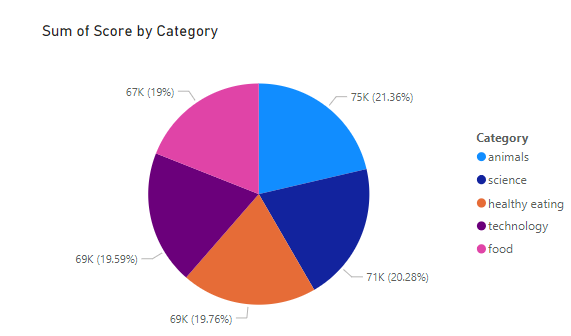 Sum of Score by Category
67K (19%)
75K (21.36%)
Category
animals
science
healthy eating
technology
food
69K (19.59%)
71K (20.28%)
69K (19.76%)